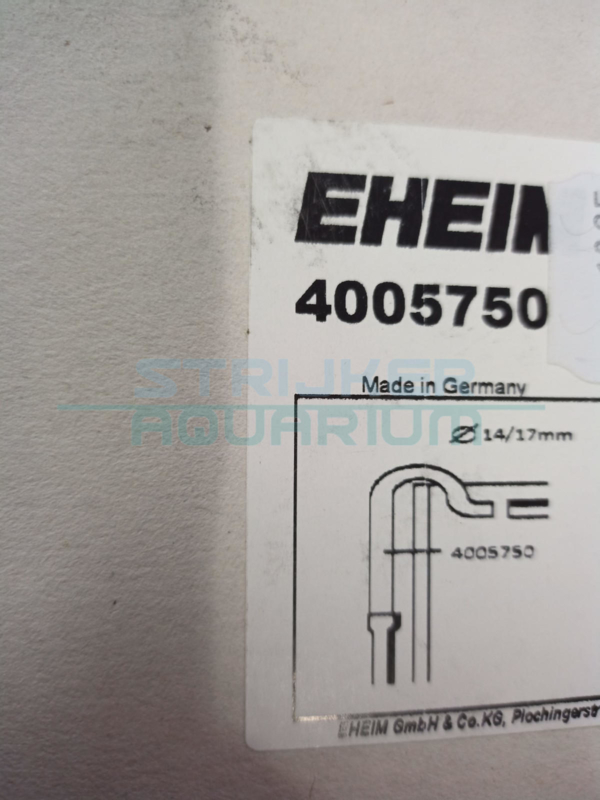 EHEIM
4005750
Made in Germany
Ø 14/17mm
4005750
EHEIM GmbH & Co. KG, Plochingerstr
STRIJKER
AQUARIUM